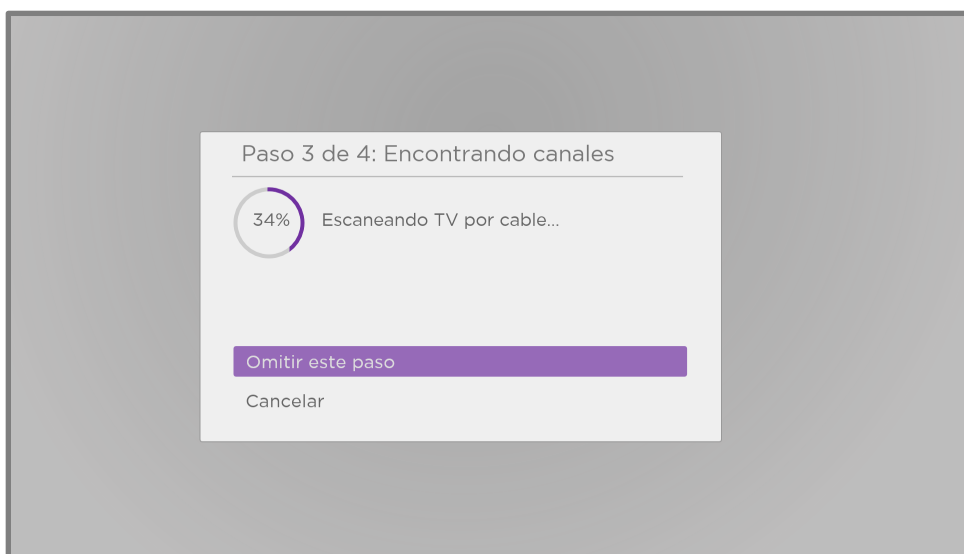 Paso 3 de 4: Encontrando canales
34%
Escaneando TV por cable...
Omitir este paso
Cancelar